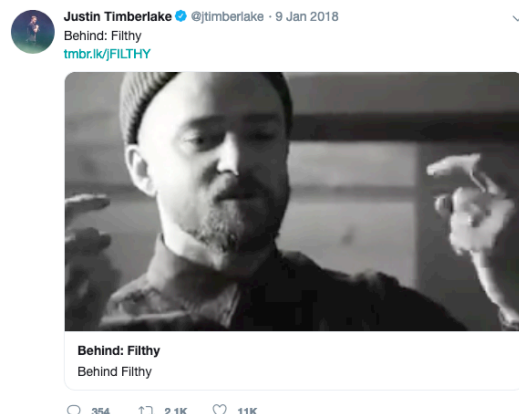 Justin Timberlake @jtimberlake · 9 Jan 2018
Behind: Filthy
tmbr.lk/jFILTHY
Behind: Filthy
Behind Filthy
354 2.1K 11K